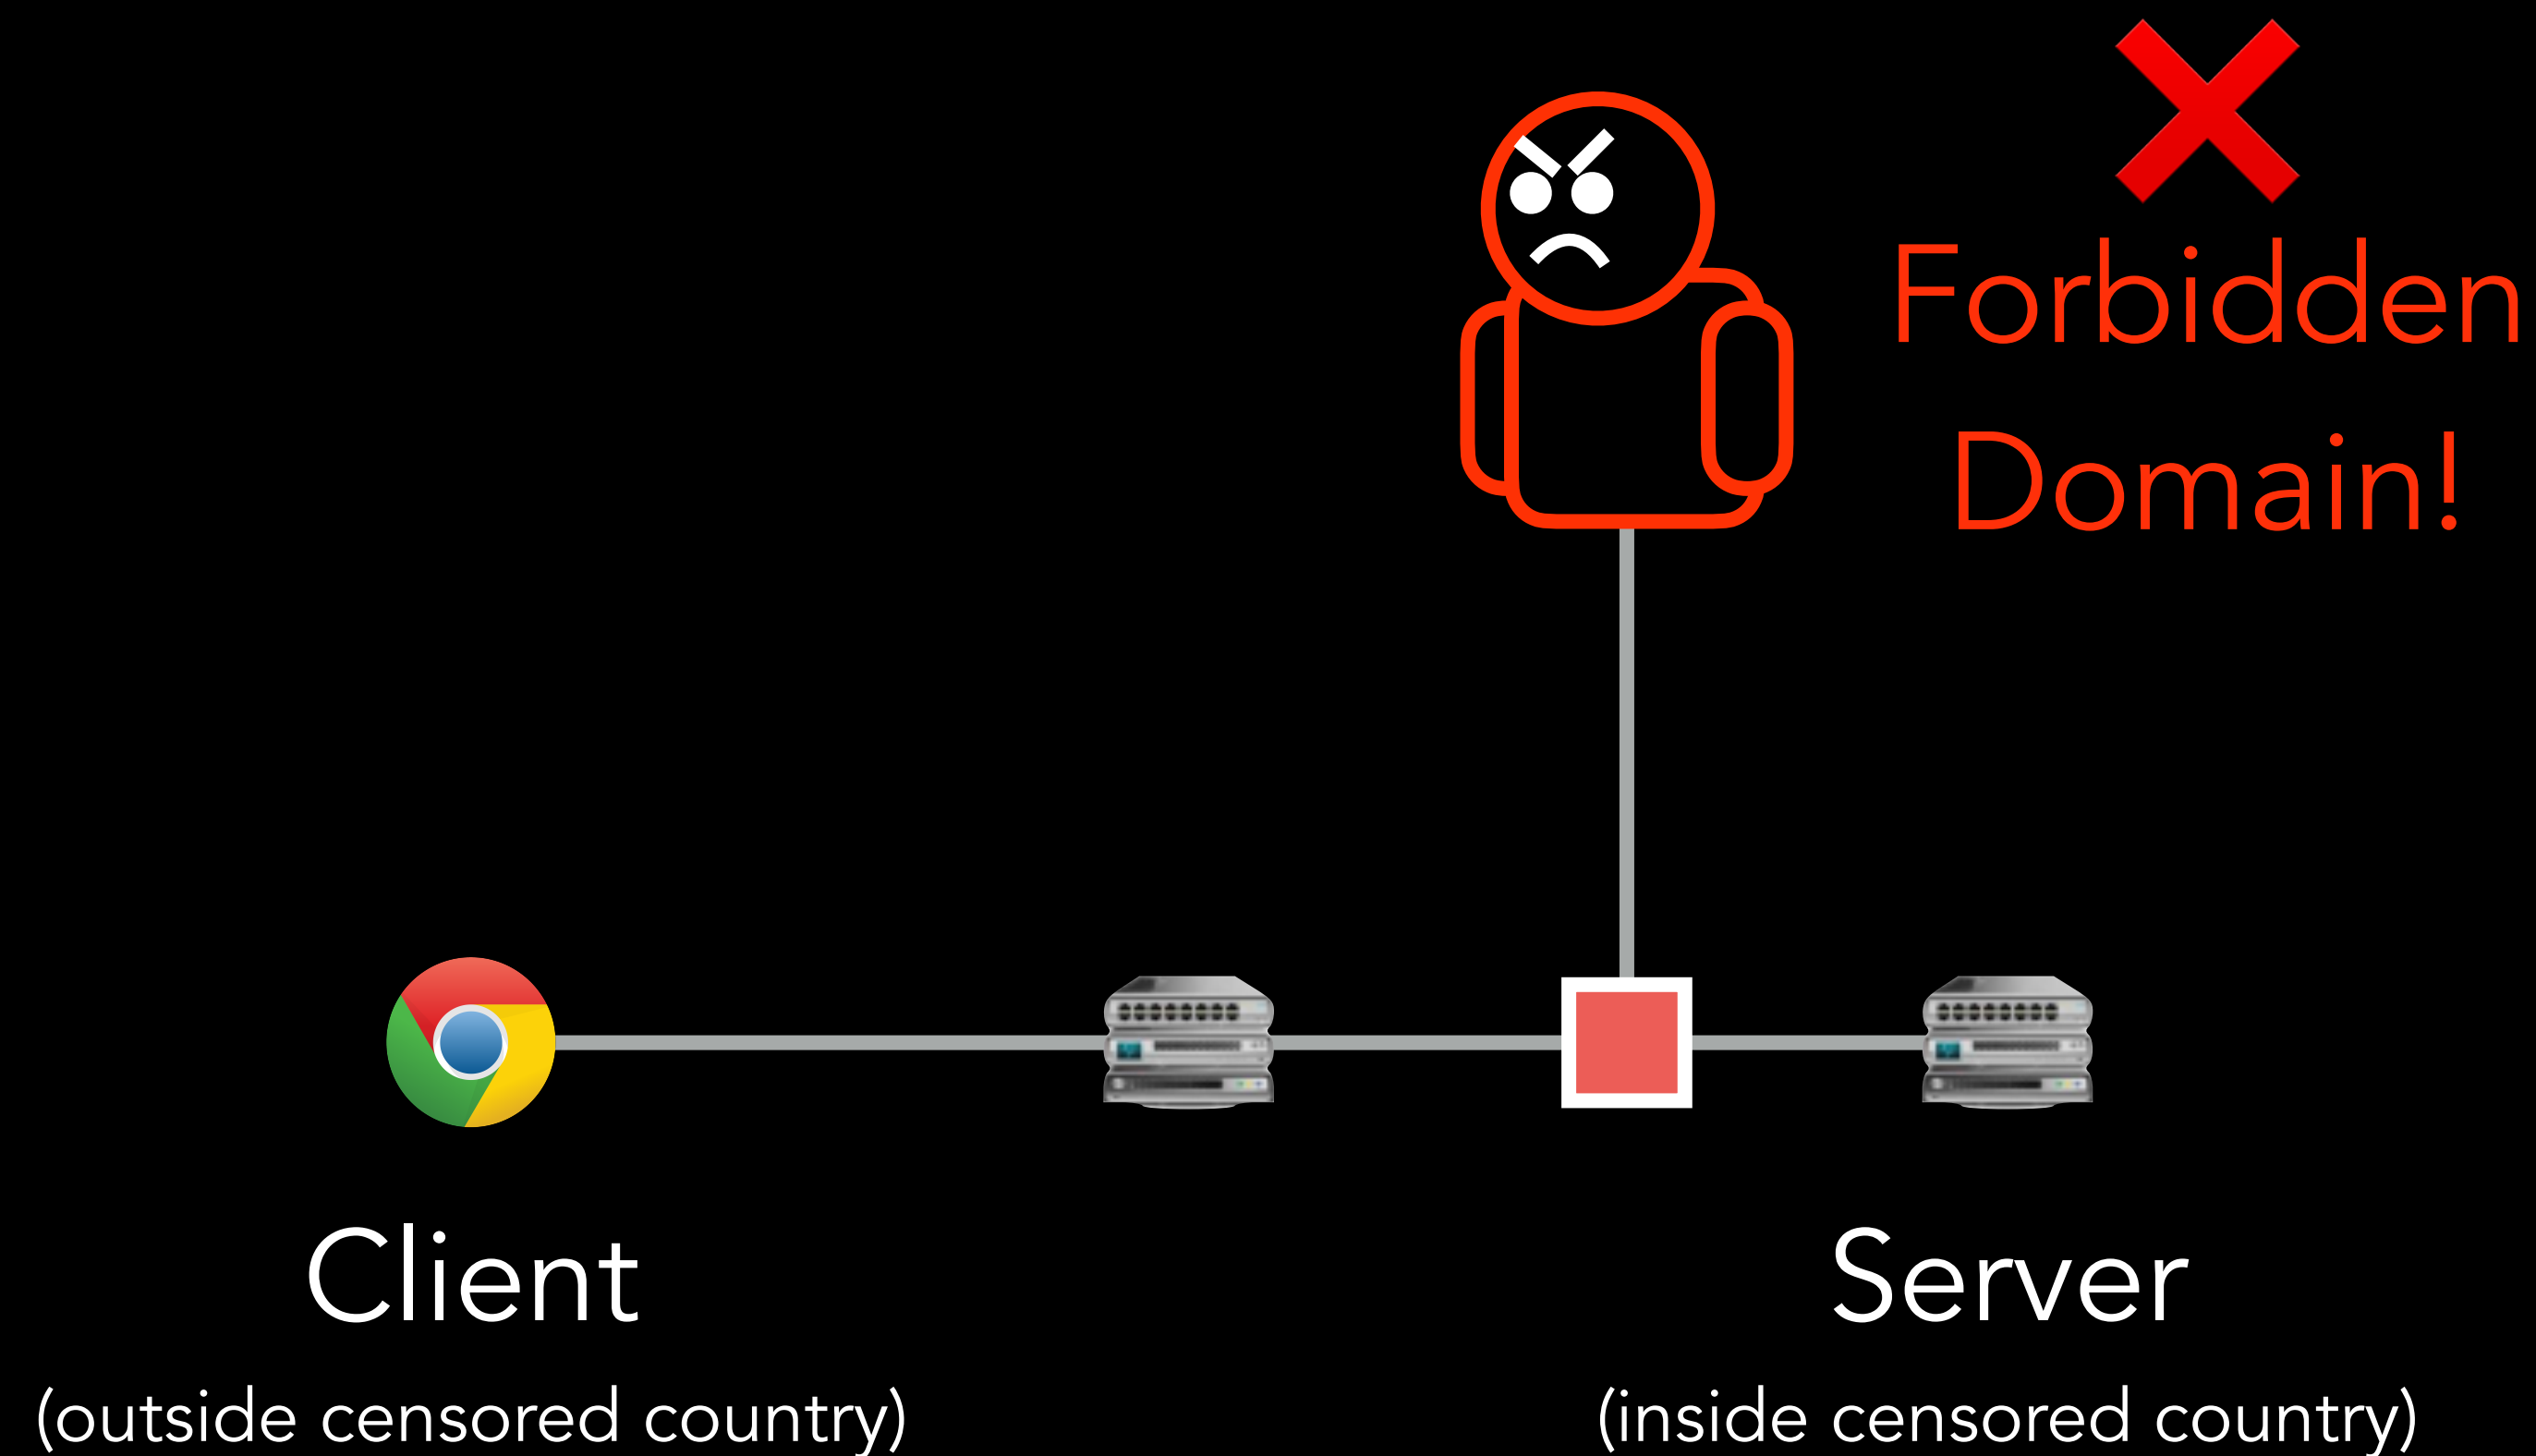 Forbidden
Domain!
Client
Server
(outside censored country)
(inside censored country)